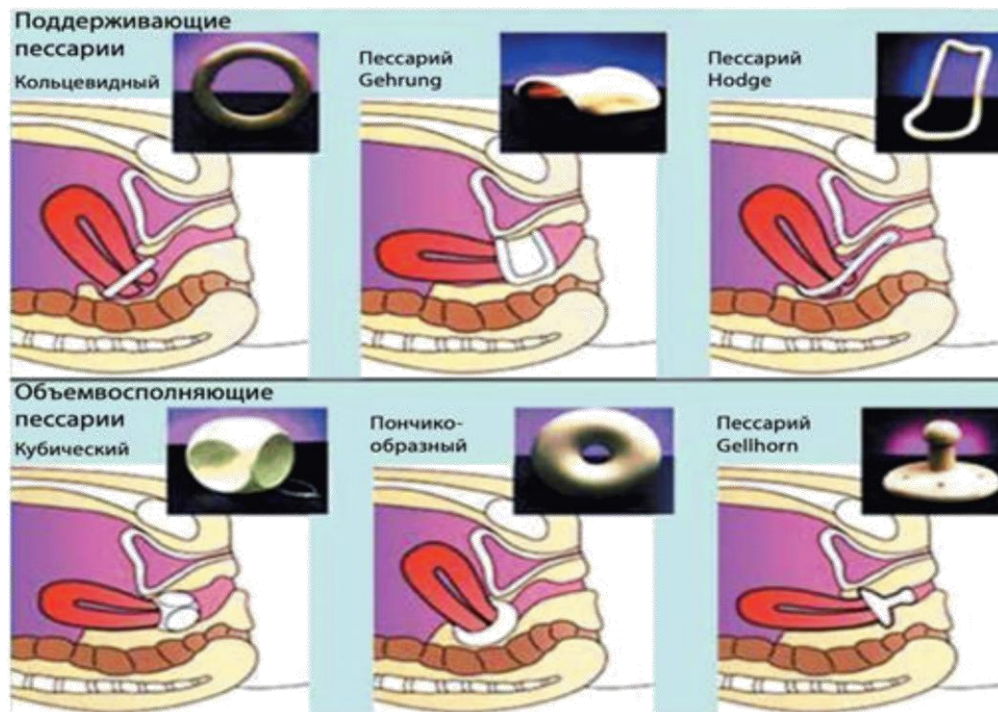 Поддерживающие
пессарии
Кольцевидный
Пессарий
Gehrung
Пессарий
Hodge
Объемвосполняющие
пессарии
Кубический
Пончико-
образный
Пессарий
Gellhorn